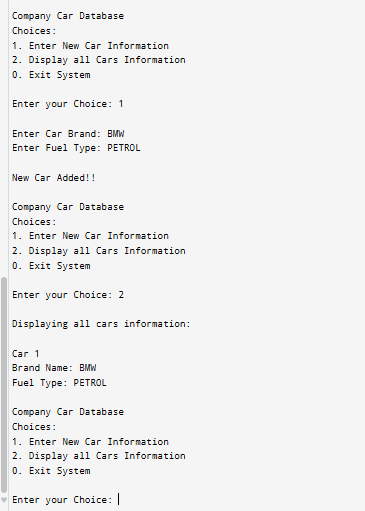 Company Car Database
Choices:
1. Enter New Car Information
2. Display all Cars Information
0. Exit System
Enter your Choice: 1
Enter Car Brand: BMW
Enter Fuel Type: PETROL
New Car Added!!
Company Car Database
Choices:
1. Enter New Car Information
2. Display all Cars Information
0. Exit System
Enter your Choice: 2
Displaying all cars information:
Car 1
Brand Name: BMW
Fuel Type: PETROL
Company Car Database
Choices:
1. Enter New Car Information
2. Display all Cars Information
0. Exit System
Enter your Choice: